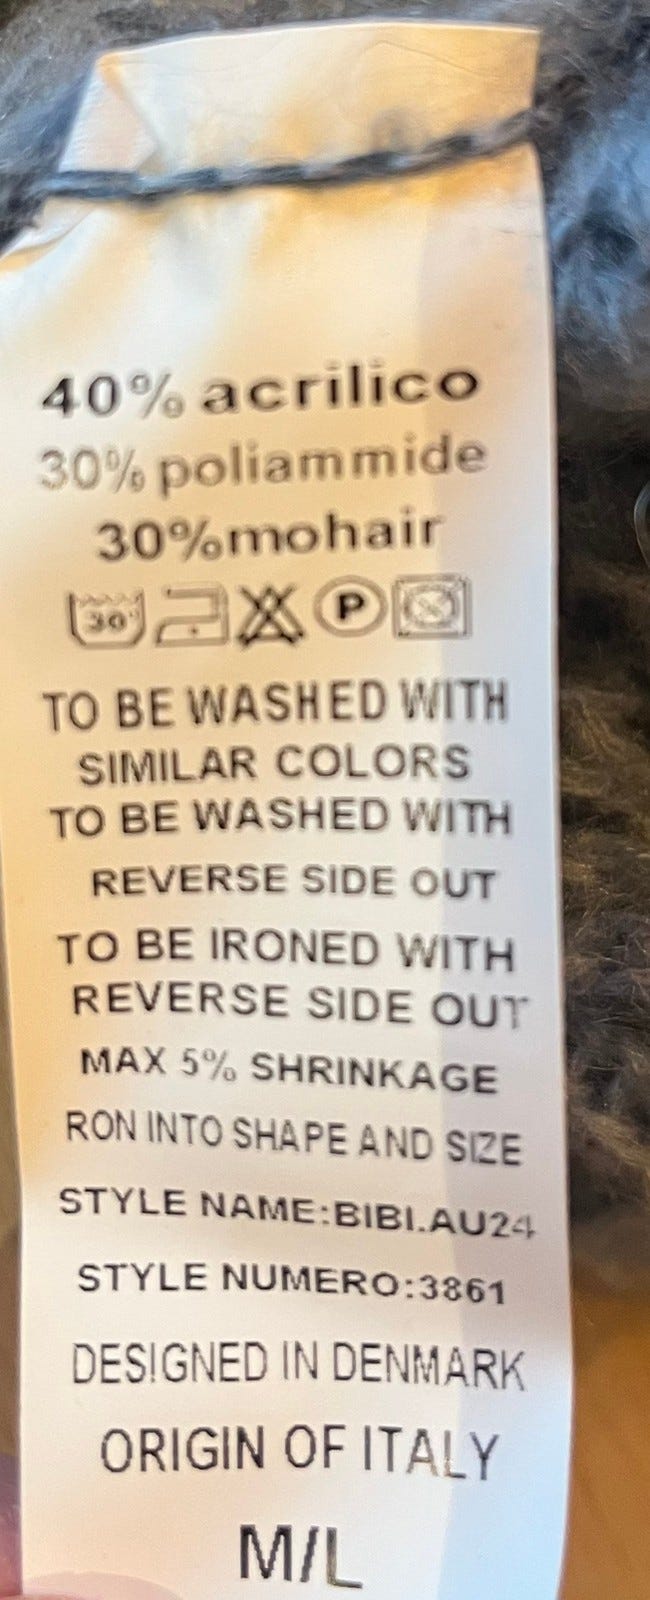 40% acrilico
30% poliammide
30%mohair
30 P
TO BE WASHED WITH
SIMILAR COLORS
TO BE WASHED WITH
REVERSE SIDE OUT
TO BE IRONED WITH
REVERSE SIDE OUT
MAX 5% SHRINKAGE
RON INTO SHAPE AND SIZE
STYLE NAME:BIBI.AU24
STYLE NUMERO:3861
DESIGNED IN DENMARK
ORIGIN OF ITALY
M/L